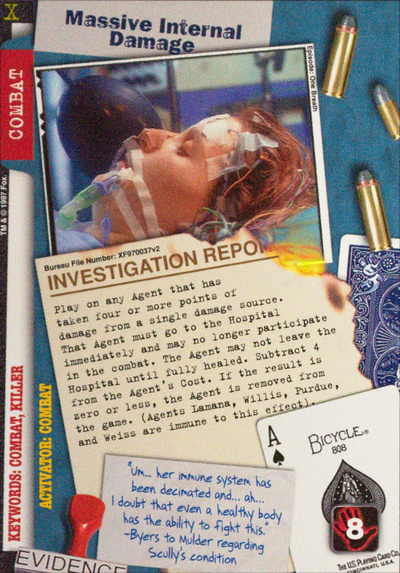 X
Massive Internal
Damage
COMBAT
Episode: One Breath
TM & © 1997 Fox.
Bureau File Number: XF970037v2
INVESTIGATION REPO
Play on any Agent that has
taken four or more points of
damage from a single damage source.
That Agent must go to the Hospital
immediately and may no longer participate
in the combat. The Agent may not leave the
Hospital until fully healed. Subtract 4
from the Agent's Cost. If the result is
zero or less, the Agent is removed from
the game. (Agents Lamana, Willis, Purdue,
and Weiss are immune to this effect).
KEYWORDS: COMBAT, KILLER
ACTIVATOR: COMBAT
A
BICYCLE®
808
8
THE U.S. PLAYING CARD CO.
CINCINNATI, U.S.A.
"Um... her immune system has
been decimated and... ah...
I doubt that even a healthy body
has the ability to fight this."
-Byers to Mulder regarding
Scully's condition
EVIDENCE